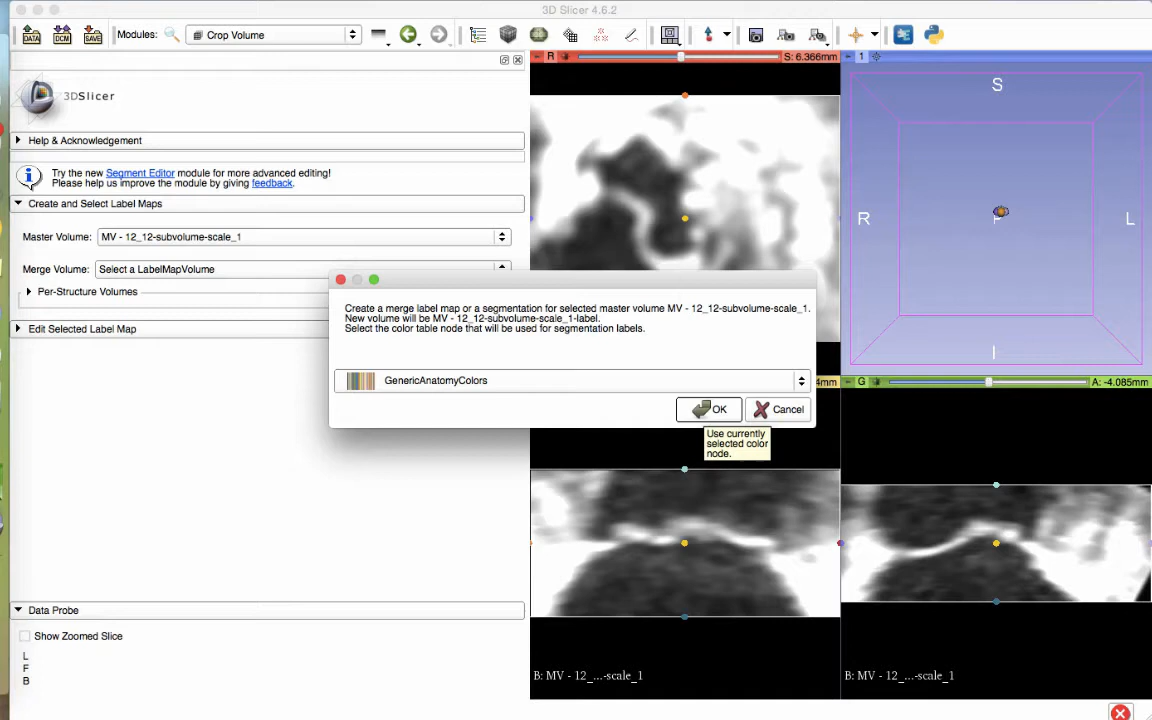 3D Slicer 4.6.2
DATA
DCM
SAVE
Modules:
Crop Volume
R
S: 6.366mm
1
3DSlicer
S
Help & Acknowledgement
Try the new Segment Editor module for more advanced editing!
Please help us improve the module by giving feedback.
Create and Select Label Maps
R
L
Master Volume:
MV - 12_12-subvolume-scale_1
Merge Volume:
Select a LabelMapVolume
Per-Structure Volumes
Edit Selected Label Map
Create a merge label map or a segmentation for selected master volume MV - 12_12-subvolume-scale_1.
New volume will be MV - 12_12-subvolume-scale_1-label.
Select the color table node that will be used for segmentation labels.
I
GenericAnatomyColors
4mm
G
A: -4.085mm
OK
Cancel
Use currently
selected color
node.
Data Probe
Show Zoomed Slice
L
F
B
B: MV - 12_...-scale_1
B: MV - 12_...-scale_1